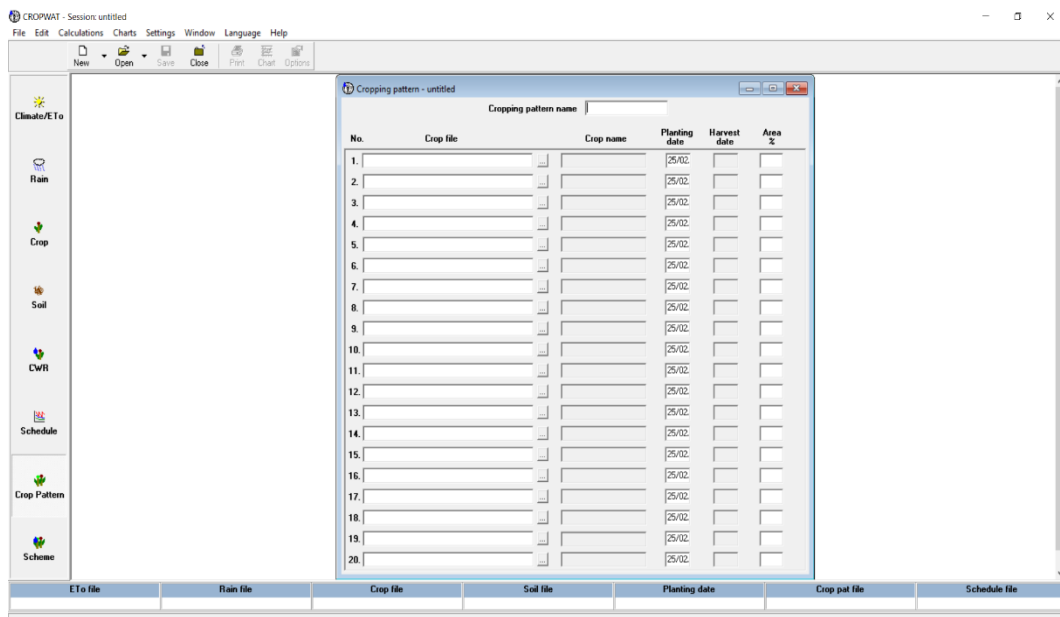 CROPWAT - Session: untitled
File Edit Calculations Charts Settings Window Language Help
New Open Save Close Print Chart Options
Climate/ETo
Rain
Crop
Soil
CWR
Schedule
Crop Pattern
Scheme
Cropping pattern - untitled
Cropping pattern name
No. Crop file Crop name Planting date Harvest date Area %
1. ... 25/02
2. ... 25/02
3. ... 25/02
4. ... 25/02
5. ... 25/02
6. ... 25/02
7. ... 25/02
8. ... 25/02
9. ... 25/02
10. ... 25/02
11. ... 25/02
12. ... 25/02
13. ... 25/02
14. ... 25/02
15. ... 25/02
16. ... 25/02
17. ... 25/02
18. ... 25/02
19. ... 25/02
20. ... 25/02
ETo file Rain file Crop file Soil file Planting date Crop pat file Schedule file